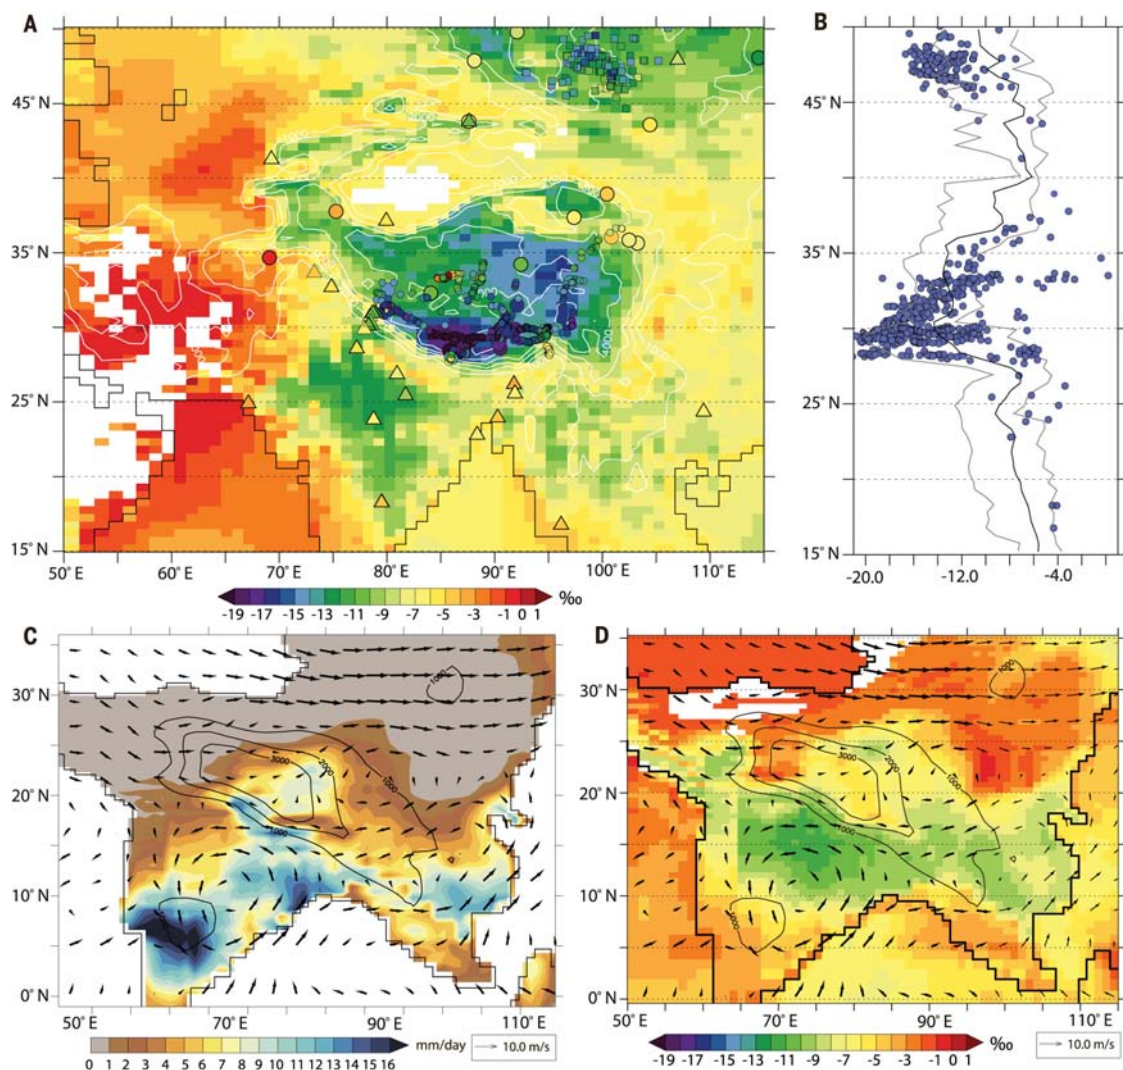 A
B
45° N
45° N
35° N
35° N
25° N
25° N
15° N
15° N
50° E 60° E 70° E 80° E 90° E 100° E 110° E
-20.0 -12.0 -4.0
-19 -17 -15 -13 -11 -9 -7 -5 -3 -1 0 1 ‰
C
D
30° N
30° N
20° N
20° N
10° N
10° N
0° N
0° N
50° E 70° E 90° E 110° E
50° E 70° E 90° E 110° E
0 1 2 3 4 5 6 7 8 9 10 11 12 13 14 15 16 mm/day
10.0 m/s
-19 -17 -15 -13 -11 -9 -7 -5 -3 -1 1 ‰
10.0 m/s